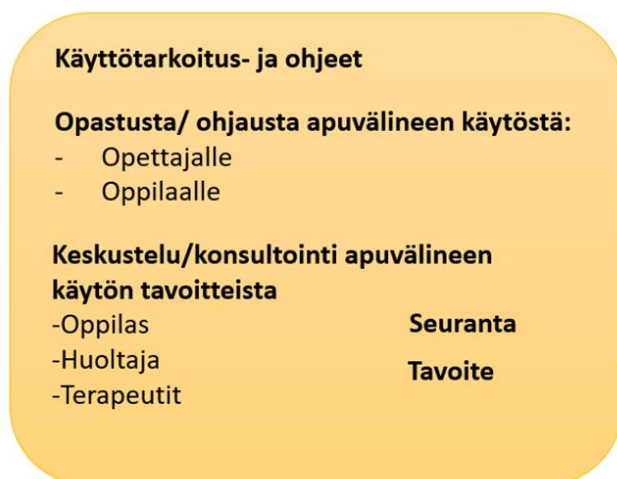 Käyttötarkoitus- ja ohjeet
Opastusta/ ohjausta apuvälineen käytöstä:
- Opettajalle
- Oppilaalle
Keskustelu/konsultointi apuvälineen
käytön tavoitteista
-Oppilas
-Huoltaja
-Terapeutit
Seuranta
Tavoite